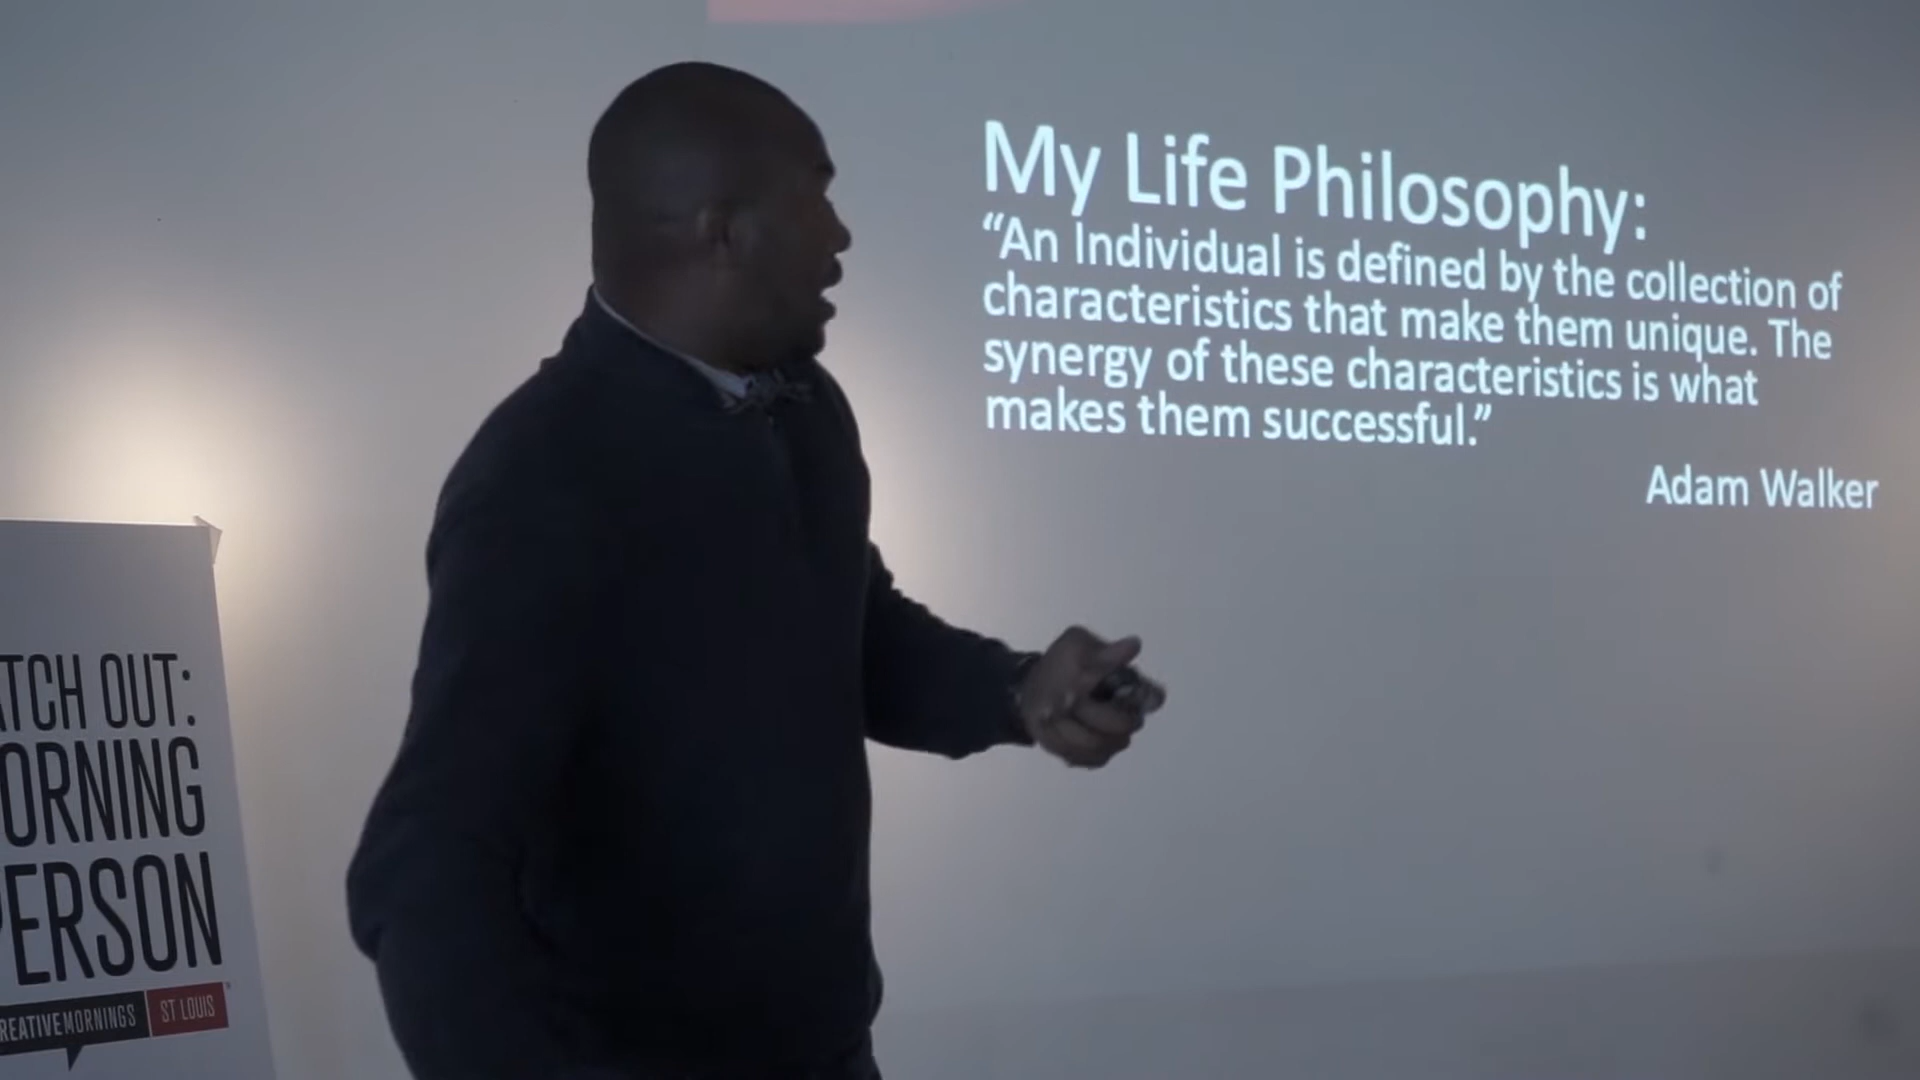 My Life Philosophy:
“An Individual is defined by the collection of
characteristics that make them unique. The
synergy of these characteristics is what
makes them successful.”
Adam Walker
TCH OUT:
ORNING
PERSON
REATIVEMORNINGS ST LOUIS